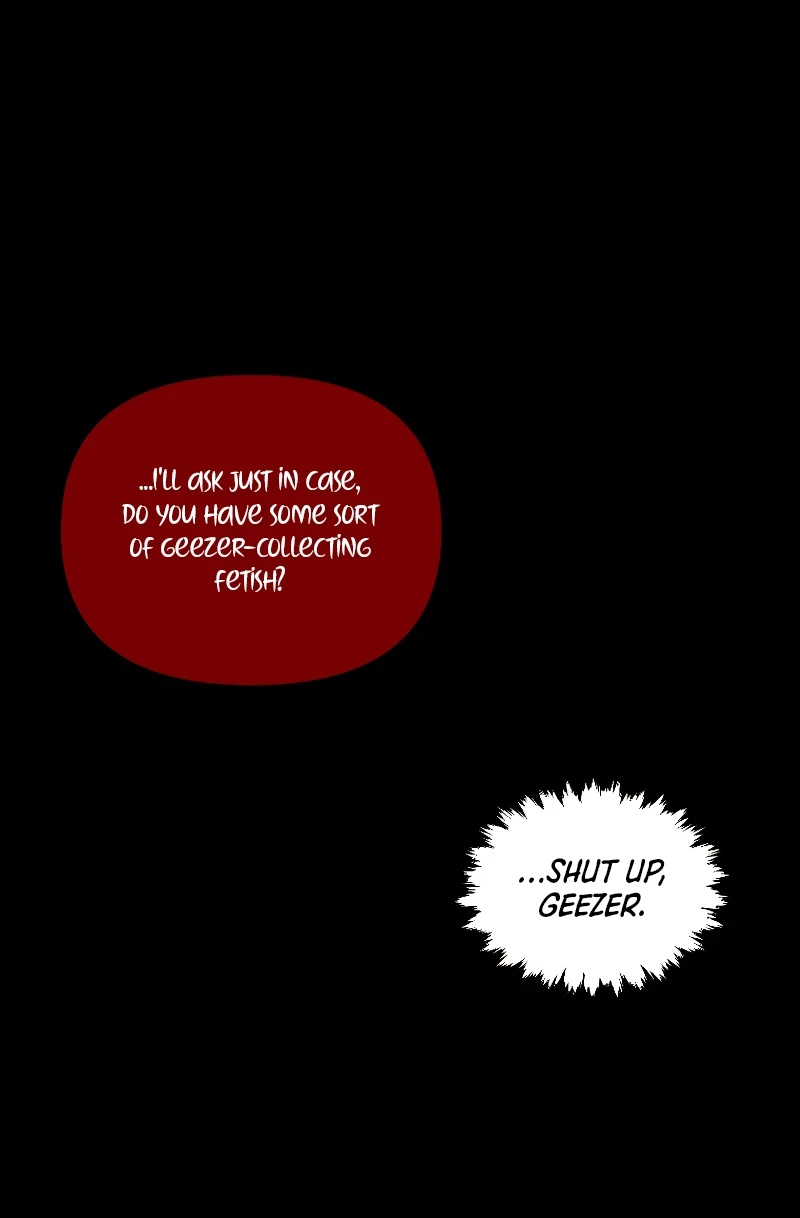 ...I'll ask just in case,
do you have some sort
of geezer-collecting
fetish?
...SHUT UP,
GEEZER.